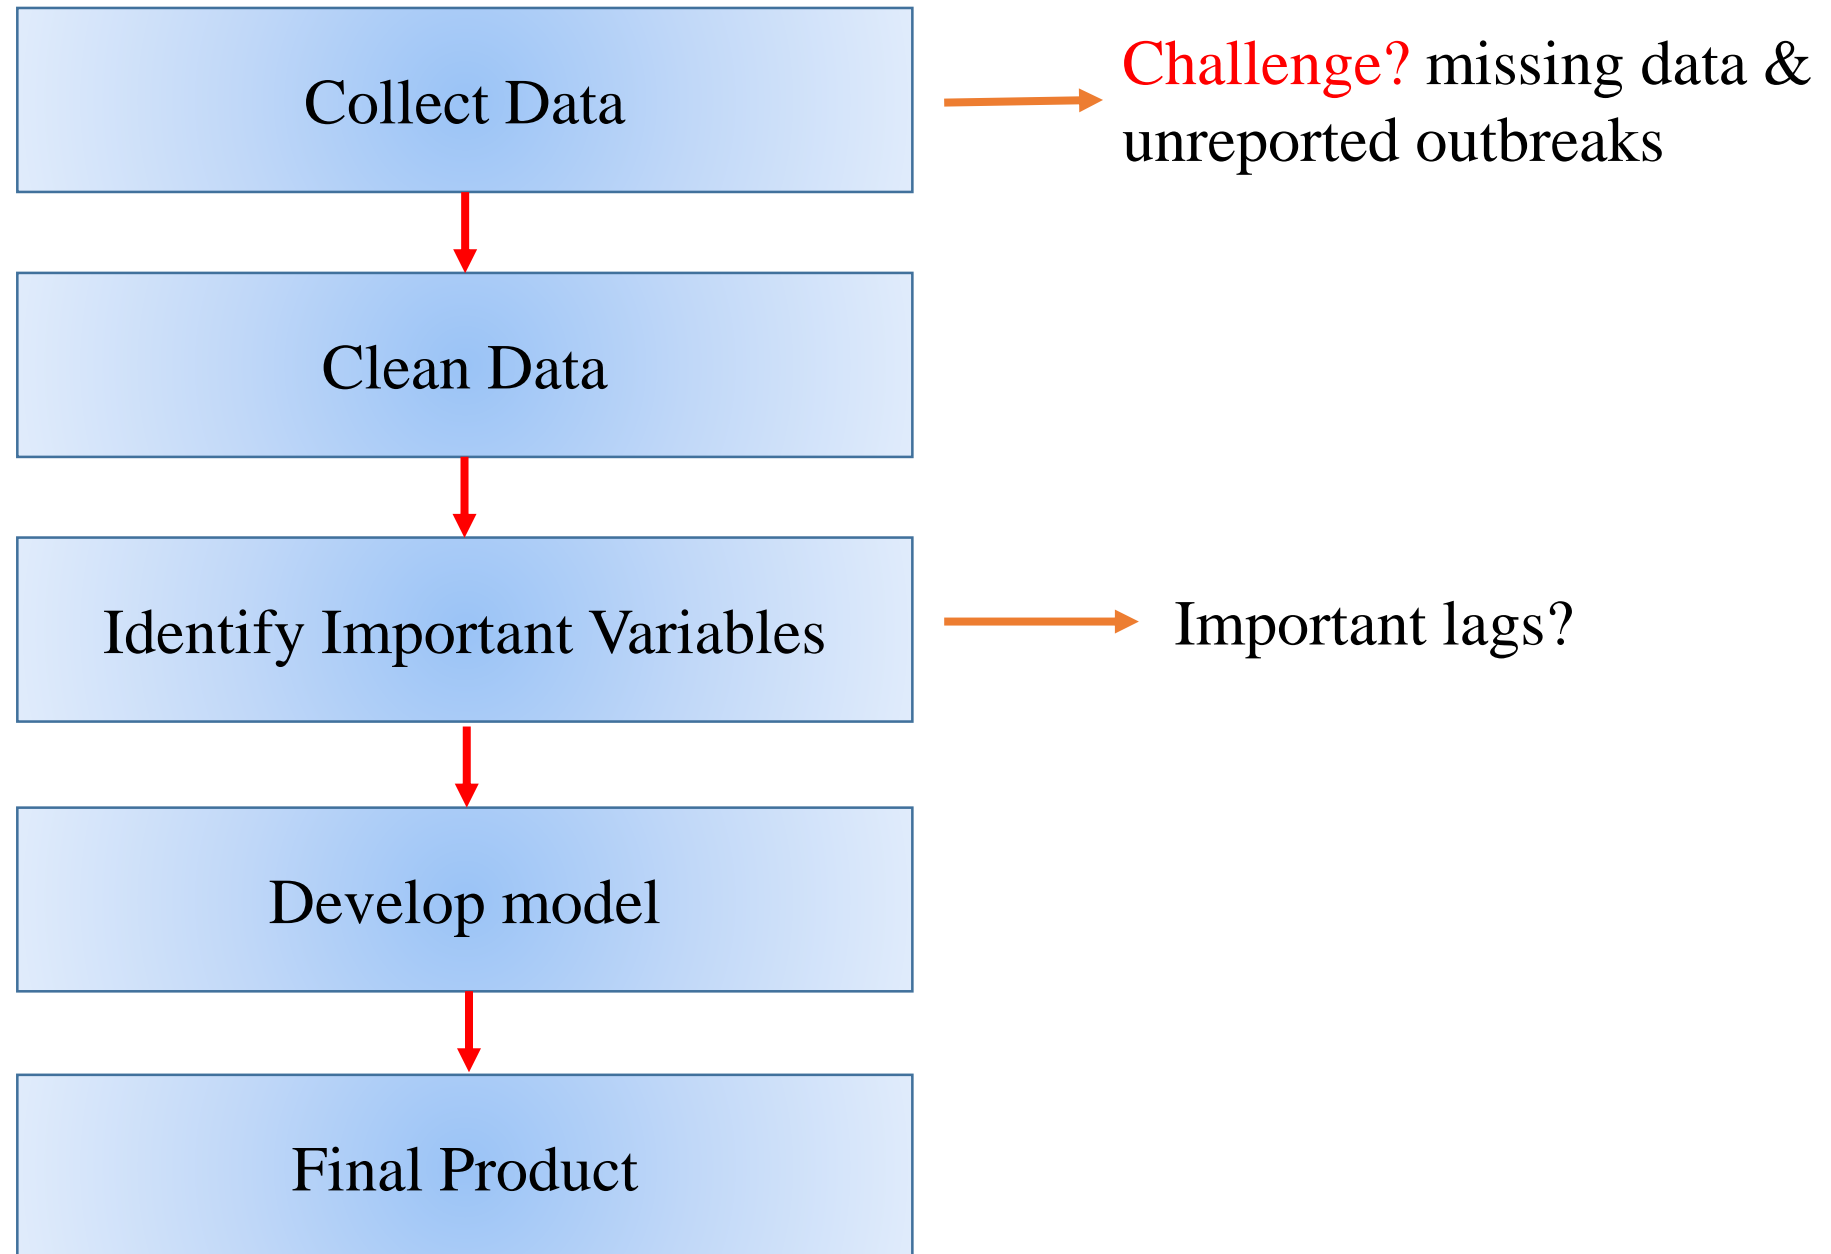 Collect Data
Challenge? missing data &
unreported outbreaks
Clean Data
Identify Important Variables
Important lags?
Develop model
Final Product